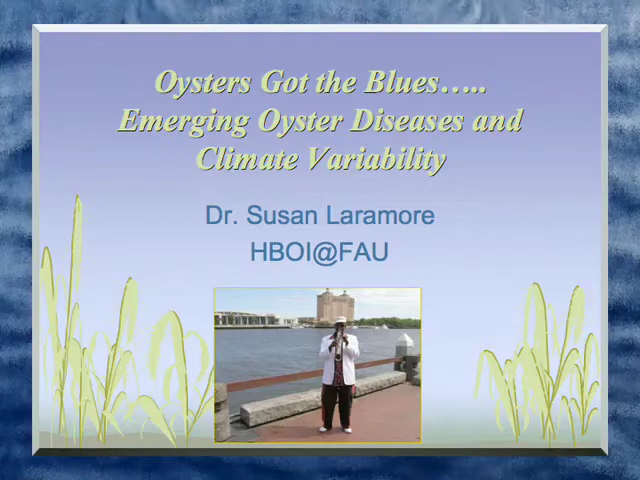 Oysters Got the Blues…..
Emerging Oyster Diseases and
Climate Variability
Dr. Susan Laramore
HBOI@FAU